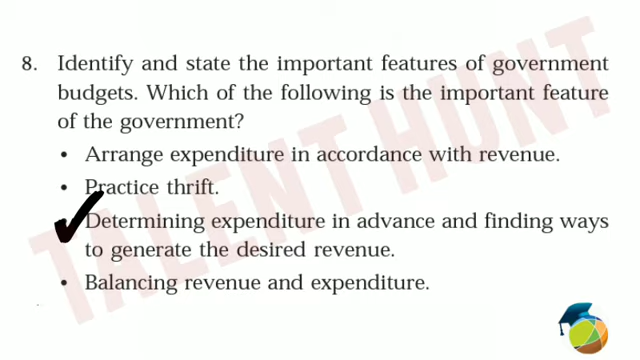 8. Identify and state the important features of government
budgets. Which of the following is the important feature
of the government?
• Arrange expenditure in accordance with revenue.
• Practice thrift.
Determining expenditure in advance and finding ways
to generate the desired revenue.
• Balancing revenue and expenditure.
TALENT HUNT